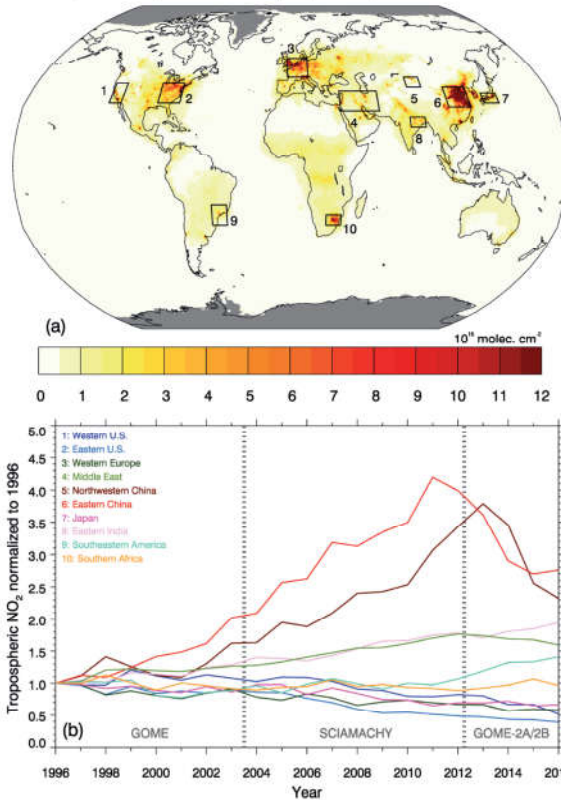 1
2
3
4
5
6
7
8
9
10
(a)
10¹⁵ molec. cm⁻²
0 1 2 3 4 5 6 7 8 9 10 11 12
Tropospheric NO₂ normalized to 1996
5.0
4.5
4.0
3.5
3.0
2.5
2.0
1.5
1.0
0.5
0.0
1: Western U.S.
2: Eastern U.S.
3: Western Europe
4: Middle East
5: Northwestern China
6: Eastern China
7: Japan
8: Eastern India
9: Southeastern America
10: Southern Africa
(b)
GOME SCIAMACHY GOME-2A/2B
1996 1998 2000 2002 2004 2006 2008 2010 2012 2014
Year